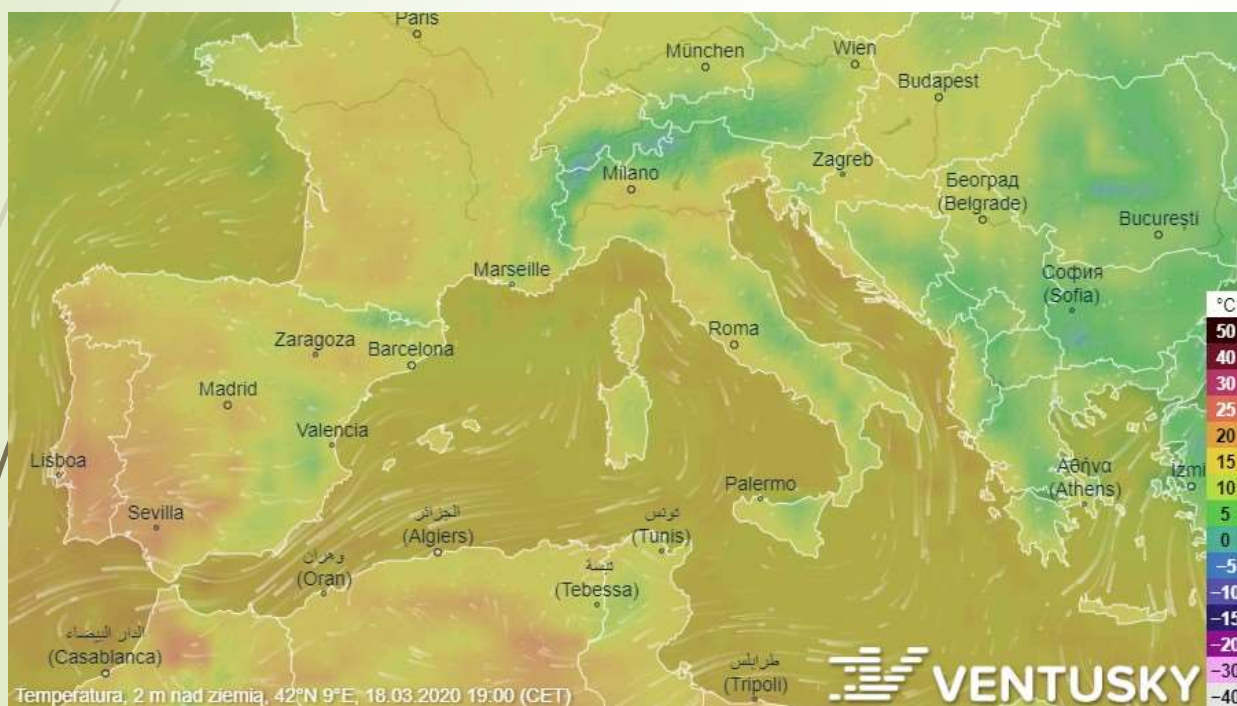 Paris
München
Wien
Budapest
Milano
Zagreb
Београд
(Belgrade)
București
Marseille
София
(Sofia)
Zaragoza
Barcelona
Roma
Madrid
Valencia
Lisboa
Sevilla
Palermo
Αθήνα
(Athens)
Izmi
الجزائر
(Algiers)
تونس
(Tunis)
وهران
(Oran)
تبسة
(Tebessa)
الدار البيضاء
(Casablanca)
طرابلس
(Tripoli)
°C
50
40
30
25
20
15
10
5
0
−5
−10
−15
−20
−30
−40
VENTUSKY
Temperatura, 2 m nad ziemią, 42°N 9°E, 18.03.2020 19:00 (CET)